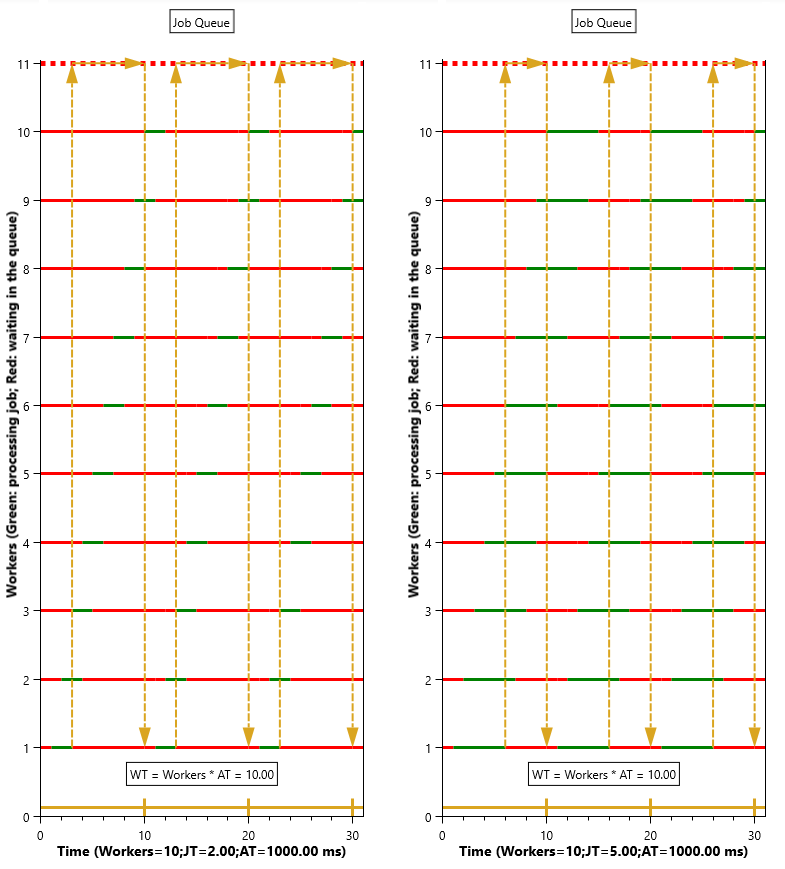 Job Queue
11
10
9
8
7
6
5
4
3
2
1
0
Workers (Green: processing job; Red: waiting in the queue)
WT = Workers * AT = 10.00
0 10 20 30
Time (Workers=10;JT=2.00;AT=1000.00 ms)
Job Queue
11
10
9
8
7
6
5
4
3
2
1
0
Workers (Green: processing job; Red: waiting in the queue)
WT = Workers * AT = 10.00
0 10 20 30
Time (Workers=10;JT=5.00;AT=1000.00 ms)